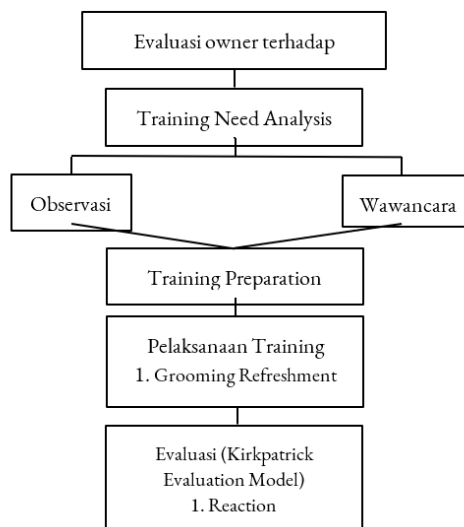 Evaluasi owner terhadap
Training Need Analysis
Observasi
Wawancara
Training Preparation
Pelaksanaan Training
1. Grooming Refreshment
Evaluasi (Kirkpatrick
Evaluation Model)
1. Reaction